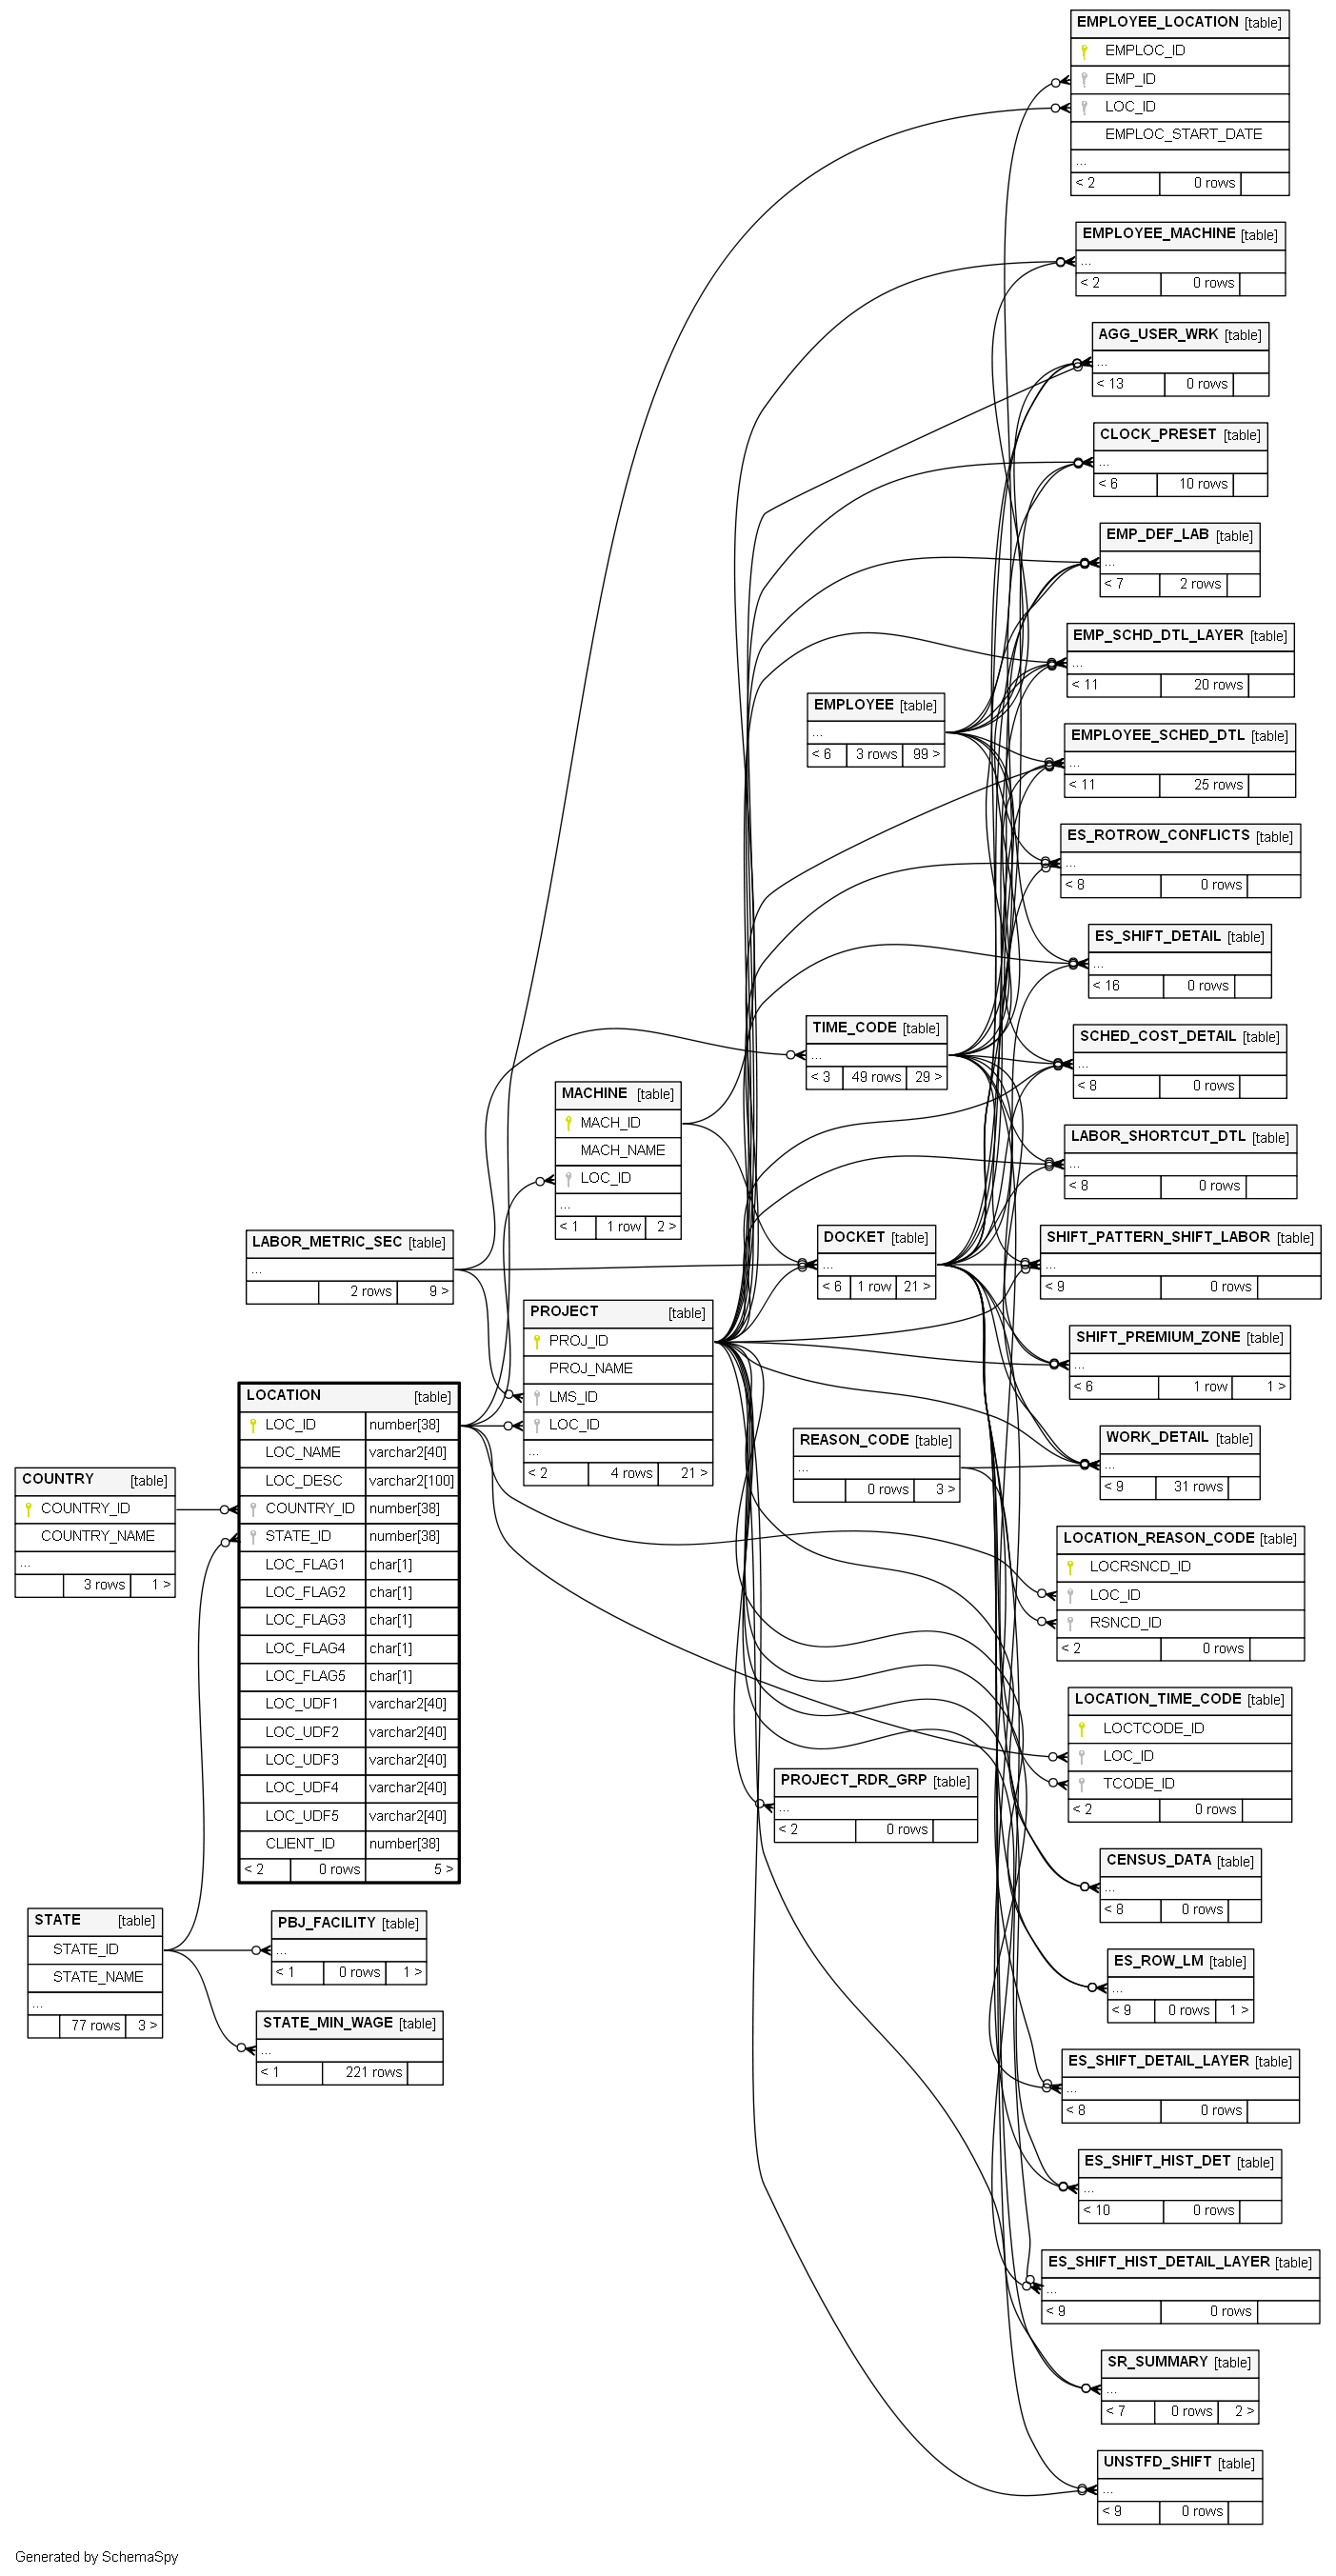 EMPLOYEE_LOCATION [table]
EMPLOC_ID
EMP_ID
LOC_ID
EMPLOC_START_DATE
...
< 2 0 rows
EMPLOYEE_MACHINE [table]
...
< 2 0 rows
AGG_USER_WRK [table]
...
< 13 0 rows
CLOCK_PRESET [table]
...
< 6 10 rows
EMP_DEF_LAB [table]
...
< 7 2 rows
EMP_SCHD_DTL_LAYER [table]
...
< 11 20 rows
EMPLOYEE [table]
...
< 6 3 rows 99 >
EMPLOYEE_SCHED_DTL [table]
...
< 11 25 rows
ES_ROTROW_CONFLICTS [table]
...
< 8 0 rows
ES_SHIFT_DETAIL [table]
...
< 16 0 rows
TIME_CODE [table]
...
< 3 49 rows 29 >
SCHED_COST_DETAIL [table]
...
< 8 0 rows
MACHINE [table]
MACH_ID
MACH_NAME
LOC_ID
...
< 1 1 row 2 >
LABOR_SHORTCUT_DTL [table]
...
< 8 0 rows
LABOR_METRIC_SEC [table]
...
2 rows 9 >
DOCKET [table]
...
< 6 1 row 21 >
SHIFT_PATTERN_SHIFT_LABOR [table]
...
< 9 0 rows
PROJECT [table]
PROJ_ID
PROJ_NAME
LMS_ID
LOC_ID
...
< 2 4 rows 21 >
SHIFT_PREMIUM_ZONE [table]
...
< 6 1 row 1 >
LOCATION [table]
LOC_ID number[38]
LOC_NAME varchar2[40]
LOC_DESC varchar2[100]
COUNTRY_ID number[38]
STATE_ID number[38]
LOC_FLAG1 char[1]
LOC_FLAG2 char[1]
LOC_FLAG3 char[1]
LOC_FLAG4 char[1]
LOC_FLAG5 char[1]
LOC_UDF1 varchar2[40]
LOC_UDF2 varchar2[40]
LOC_UDF3 varchar2[40]
LOC_UDF4 varchar2[40]
LOC_UDF5 varchar2[40]
CLIENT_ID number[38]
< 2 0 rows 5 >
REASON_CODE [table]
...
0 rows 3 >
WORK_DETAIL [table]
...
< 9 31 rows
COUNTRY [table]
COUNTRY_ID
COUNTRY_NAME
...
3 rows 1 >
LOCATION_REASON_CODE [table]
LOCRSNCD_ID
LOC_ID
RSNCD_ID
< 2 0 rows
LOCATION_TIME_CODE [table]
LOCTCODE_ID
LOC_ID
TCODE_ID
< 2 0 rows
PROJECT_RDR_GRP [table]
...
< 2 0 rows
CENSUS_DATA [table]
...
< 8 0 rows
STATE [table]
STATE_ID
STATE_NAME
...
77 rows 3 >
PBJ_FACILITY [table]
...
< 1 0 rows 1 >
ES_ROW_LM [table]
...
< 9 0 rows 1 >
STATE_MIN_WAGE [table]
...
< 1 221 rows
ES_SHIFT_DETAIL_LAYER [table]
...
< 8 0 rows
ES_SHIFT_HIST_DET [table]
...
< 10 0 rows
ES_SHIFT_HIST_DETAIL_LAYER [table]
...
< 9 0 rows
SR_SUMMARY [table]
...
< 7 0 rows 2 >
UNSTFD_SHIFT [table]
...
< 9 0 rows
Generated by SchemaSpy